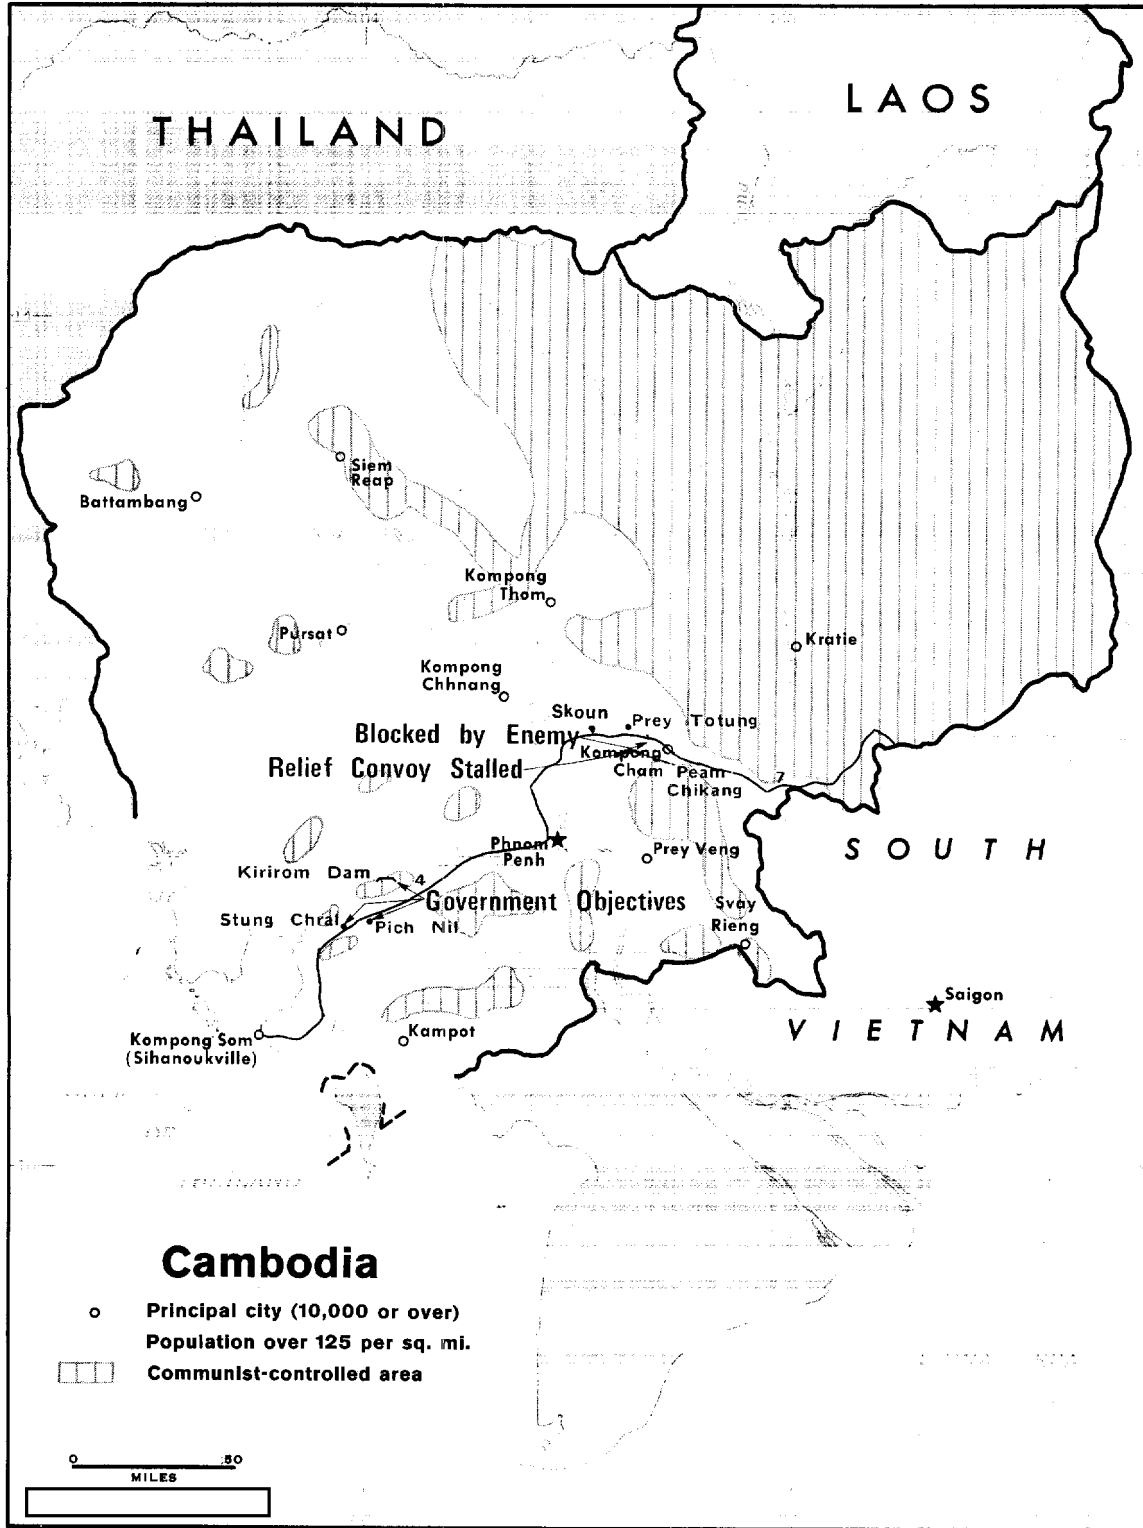 LAOS
THAILAND
Siem
Reap
Battambang
Kompong
Thom
Pursat
Kratie
Kompong
Chhnang
Skoun
Prey Totung
Blocked by Enemy
Kompong
Cham
Relief Convoy Stalled
Peam
Chikang
7
Phnom
Penh
Prey Veng
SOUTH
Kirirom Dam
4
Government Objectives
Svay
Rieng
Stung Chral
Pich Nil
Saigon
VIETNAM
Kompong Som
(Sihanoukville)
Kampot
Cambodia
Principal city (10,000 or over)
Population over 125 per sq. mi.
Communist-controlled area
0 50
MILES